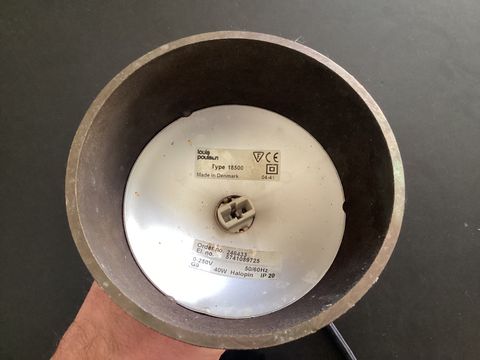 louis
poulsen
Type 18500
Made in Denmark 04-41
Order no. 246433
El. no. 5741089725
0-250V 50/60Hz
G9 40W Halopin IP 20